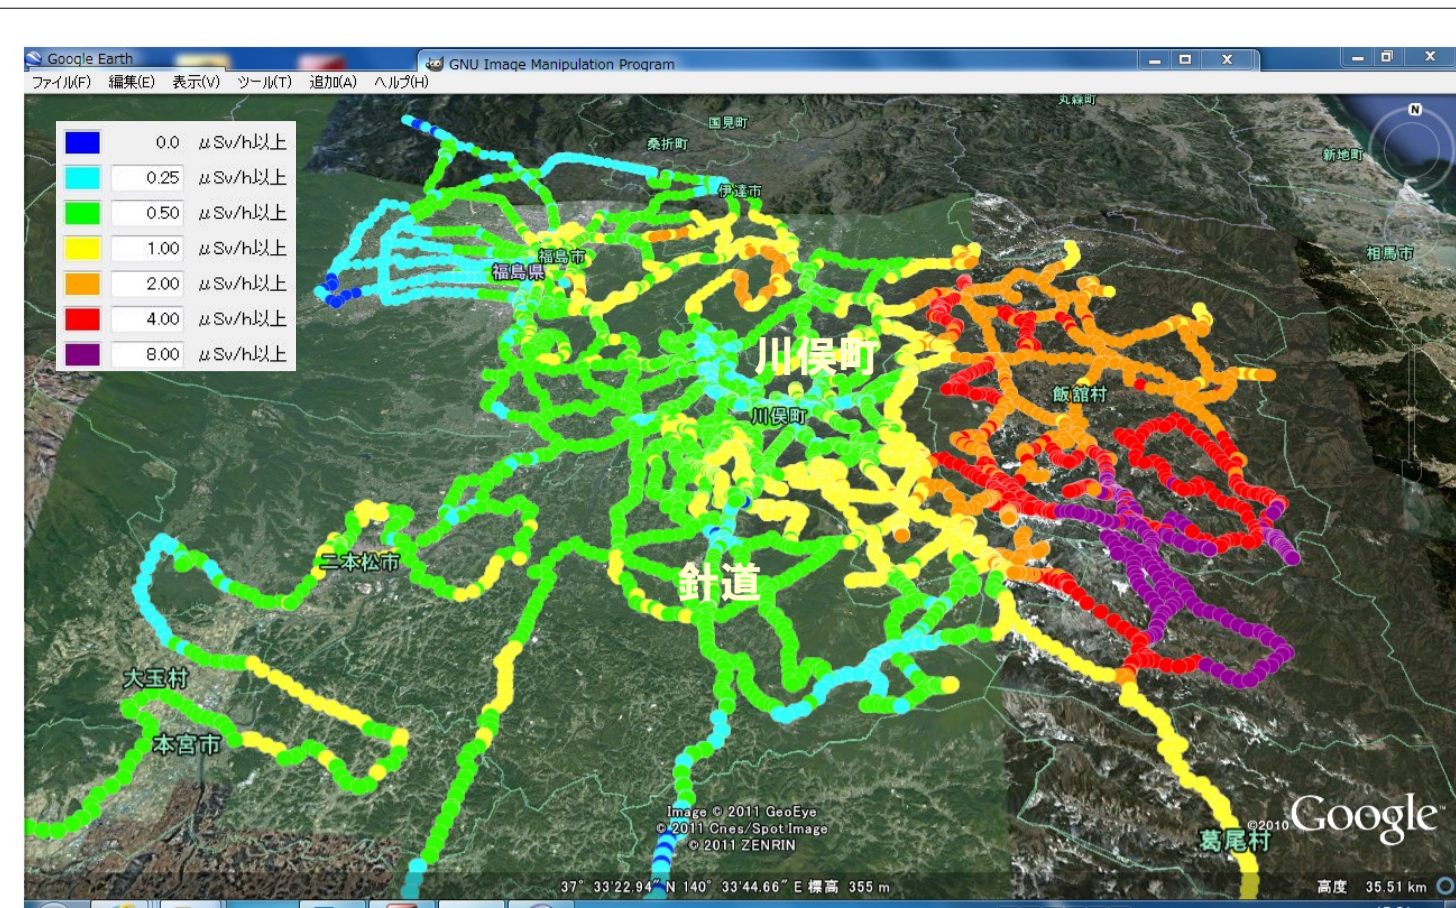 Google Earth
GNU Image Manipulation Program
ファイル(F) 編集(E) 表示(V) ツール(T) 追加(A) ヘルプ(H)
0.0 μSv/h以上
0.25 μSv/h以上
0.50 μSv/h以上
1.00 μSv/h以上
2.00 μSv/h以上
4.00 μSv/h以上
8.00 μSv/h以上
丸森町
国見町
桑折町
新地町
伊達市
相馬市
福島市
福島県
川俣町
飯舘村
川俣町
二本松市
針道
大玉村
本宮市
Image © 2011 GeoEye
© 2011 Cnes/Spot Image
© 2011 ZENRIN
©2010 Google
葛尾村
37° 33'22.94" N 140° 33'44.66" E 標高 355 m
高度 35.51 km
N